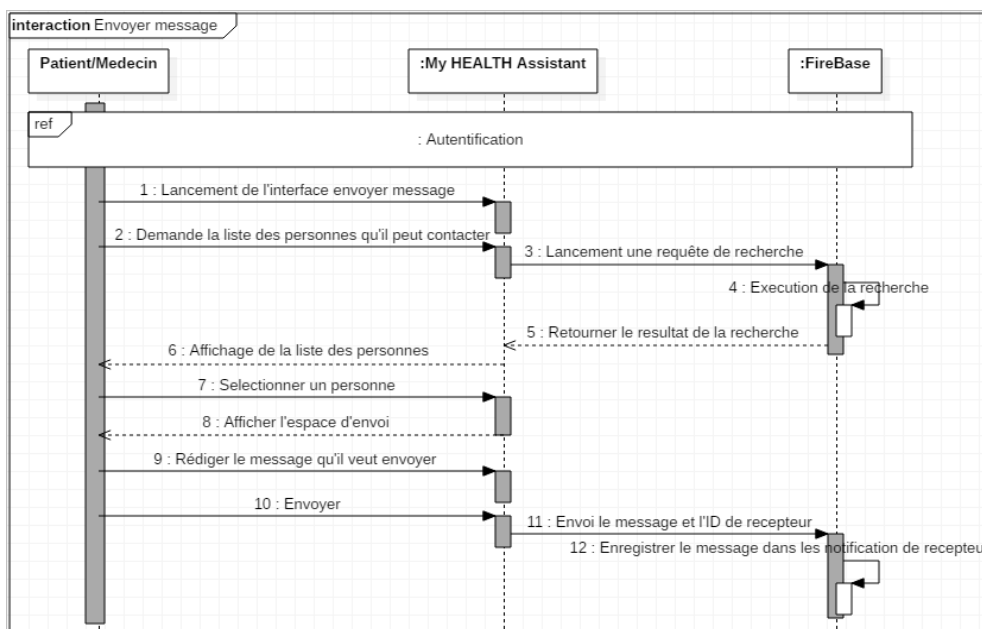 interaction Envoyer message
Patient/Medecin
:My HEALTH Assistant
:FireBase
ref
: Autentification
1 : Lancement de l'interface envoyer message
2 : Demande la liste des personnes qu'il peut contacter
3 : Lancement une requête de recherche
4 : Execution de la recherche
5 : Retourner le resultat de la recherche
6 : Affichage de la liste des personnes
7 : Selectionner un personne
8 : Afficher l'espace d'envoi
9 : Rédiger le message qu'il veut envoyer
10 : Envoyer
11 : Envoi le message et l'ID de recepteur
12 : Enregistrer le message dans les notification de recepteu